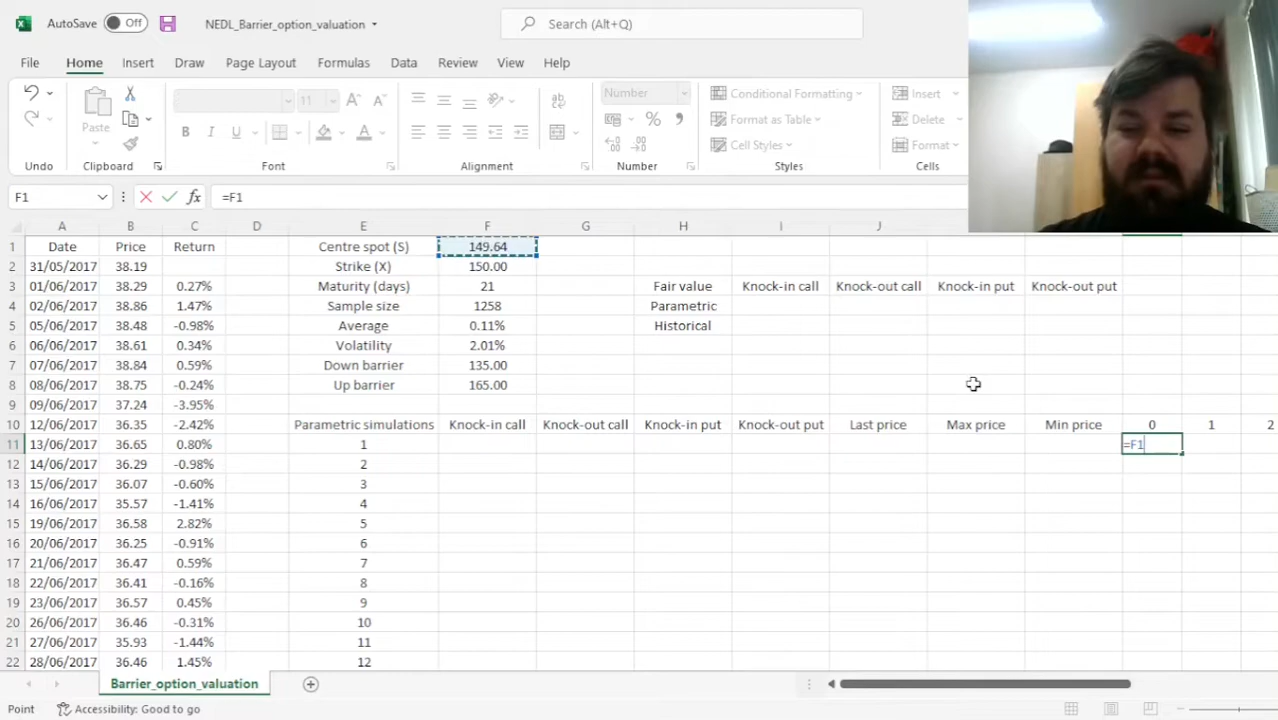 AutoSave Off NEDL_Barrier_option_valuation Search (Alt+Q)
File Home Insert Draw Page Layout Formulas Data Review View Help
Paste 11 Number Conditional Formatting Insert
Format as Table Delete
Cell Styles Format
Undo Clipboard Font Alignment Number Styles Cells
F1 fx =F1
A B C D E F G H I J
1 Date Price Return Centre spot (S) 149.64
2 31/05/2017 38.19 Strike (X) 150.00
3 01/06/2017 38.29 0.27% Maturity (days) 21 Fair value Knock-in call Knock-out call Knock-in put Knock-out put
4 02/06/2017 38.86 1.47% Sample size 1258 Parametric
5 05/06/2017 38.48 -0.98% Average 0.11% Historical
6 06/06/2017 38.61 0.34% Volatility 2.01%
7 07/06/2017 38.84 0.59% Down barrier 135.00
8 08/06/2017 38.75 -0.24% Up barrier 165.00
9 09/06/2017 37.24 -3.95%
10 12/06/2017 36.35 -2.42% Parametric simulations Knock-in call Knock-out call Knock-in put Knock-out put Last price Max price Min price 0 1 2
11 13/06/2017 36.65 0.80% 1 =F1
12 14/06/2017 36.29 -0.98% 2
13 15/06/2017 36.07 -0.60% 3
14 16/06/2017 35.57 -1.41% 4
15 19/06/2017 36.58 2.82% 5
16 20/06/2017 36.25 -0.91% 6
17 21/06/2017 36.47 0.59% 7
18 22/06/2017 36.41 -0.16% 8
19 23/06/2017 36.57 0.45% 9
20 26/06/2017 36.46 -0.31% 10
21 27/06/2017 35.93 -1.44% 11
22 28/06/2017 36.46 1.45% 12
Barrier_option_valuation
Point Accessibility: Good to go